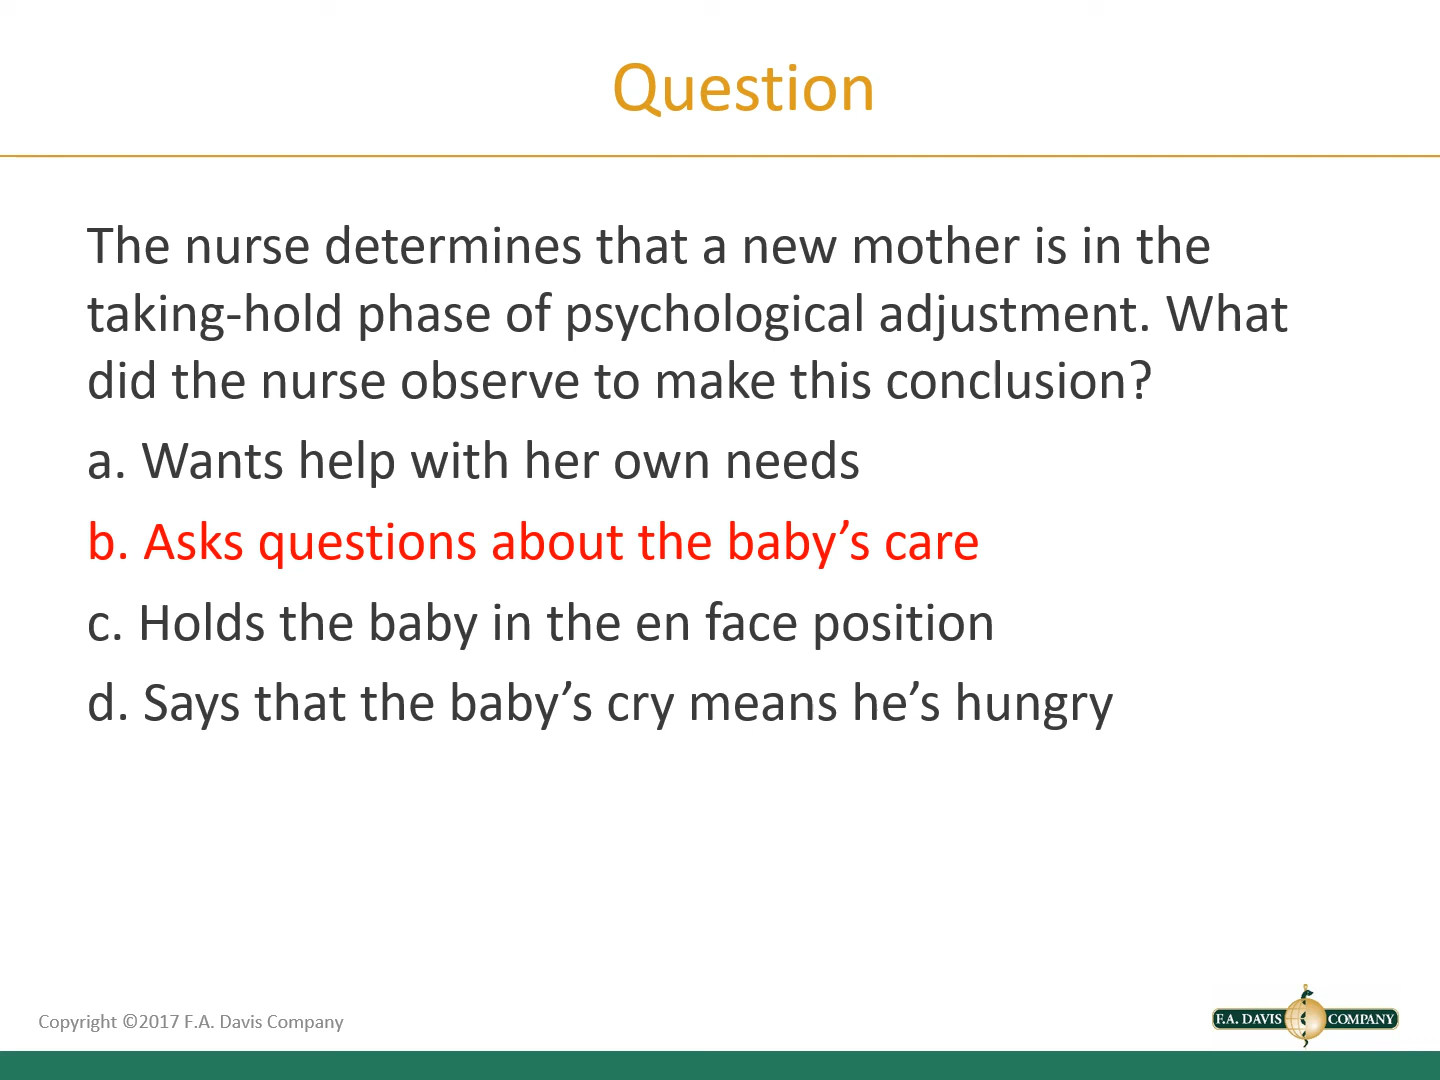 Question
The nurse determines that a new mother is in the
taking-hold phase of psychological adjustment. What
did the nurse observe to make this conclusion?
a. Wants help with her own needs
b. Asks questions about the baby’s care
c. Holds the baby in the en face position
d. Says that the baby’s cry means he’s hungry
Copyright ©2017 F.A. Davis Company
F.A. DAVIS COMPANY